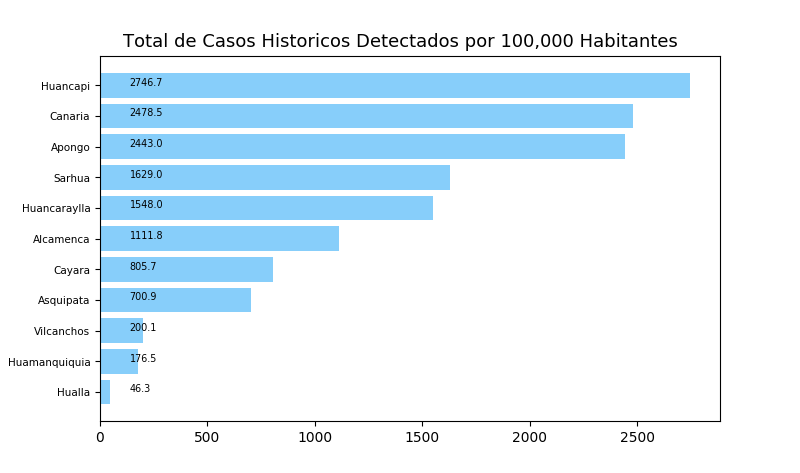 Total de Casos Historicos Detectados por 100,000 Habitantes
Huancapi 2746.7
Canaria 2478.5
Apongo 2443.0
Sarhua 1629.0
Huancaraylla 1548.0
Alcamenca 1111.8
Cayara 805.7
Asquipata 700.9
Vilcanchos 200.1
Huamanquiquia 176.5
Hualla 46.3
0 500 1000 1500 2000 2500